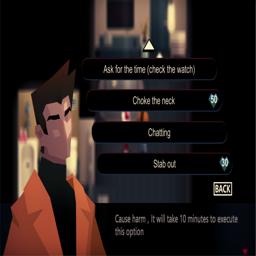 Ask for the time (check the watch)
Choke the neck
50
Chatting
Stab out
30
BACK
Cause harm , It will take 10 minutes to execute
this option